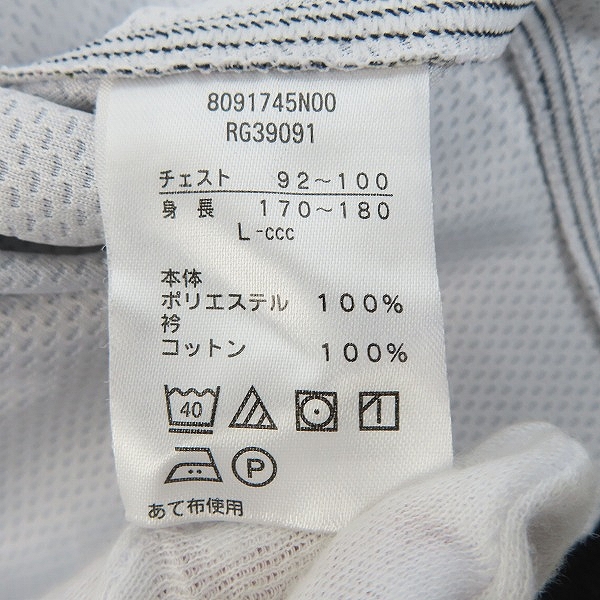 8091745N00
RG39091
チェスト 92～100
身長 170～180
L-ccc
本体
ポリエステル 100%
衿
コットン 100%
40
P
あて布使用